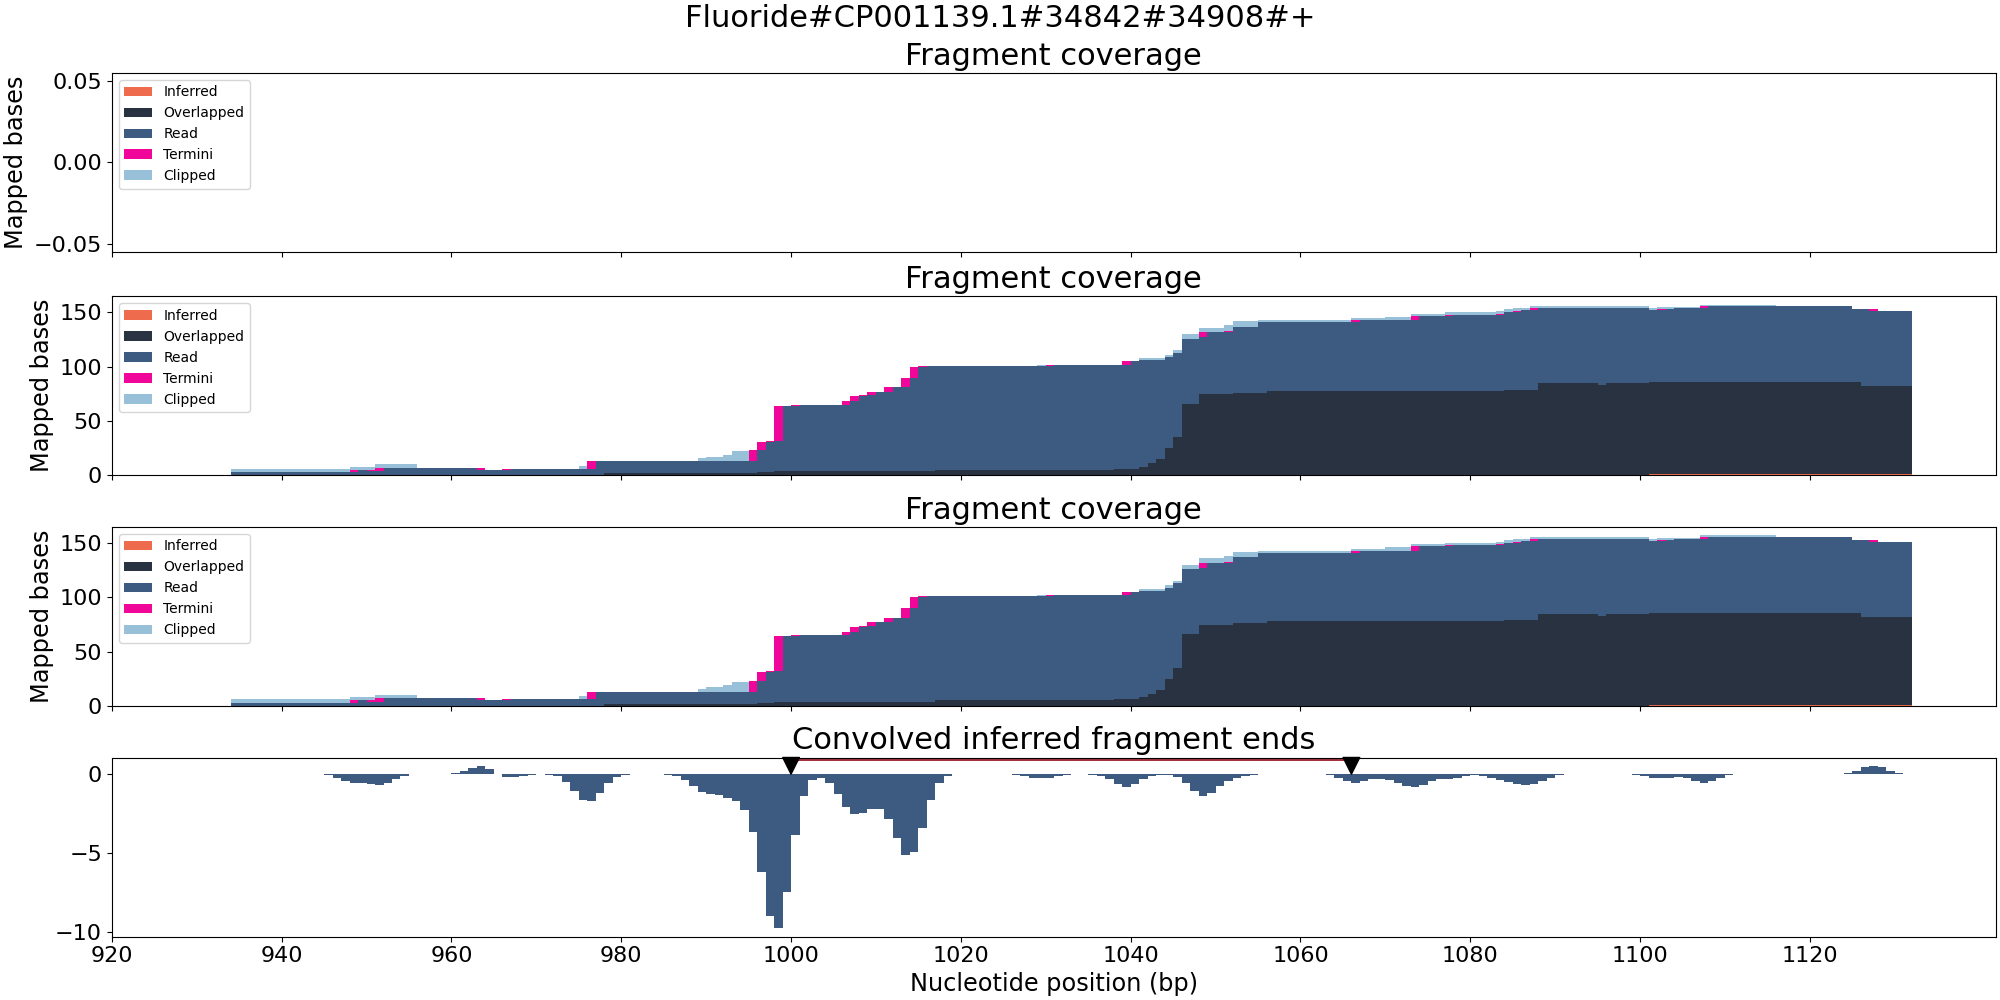 Fluoride#CP001139.1#34842#34908#+
Fragment coverage
Mapped bases
0.05
0.00
−0.05
Inferred
Overlapped
Read
Termini
Clipped
Fragment coverage
Mapped bases
150
100
50
0
Inferred
Overlapped
Read
Termini
Clipped
Fragment coverage
Mapped bases
150
100
50
0
Inferred
Overlapped
Read
Termini
Clipped
Convolved inferred fragment ends
0
−5
−10
920 940 960 980 1000 1020 1040 1060 1080 1100 1120
Nucleotide position (bp)